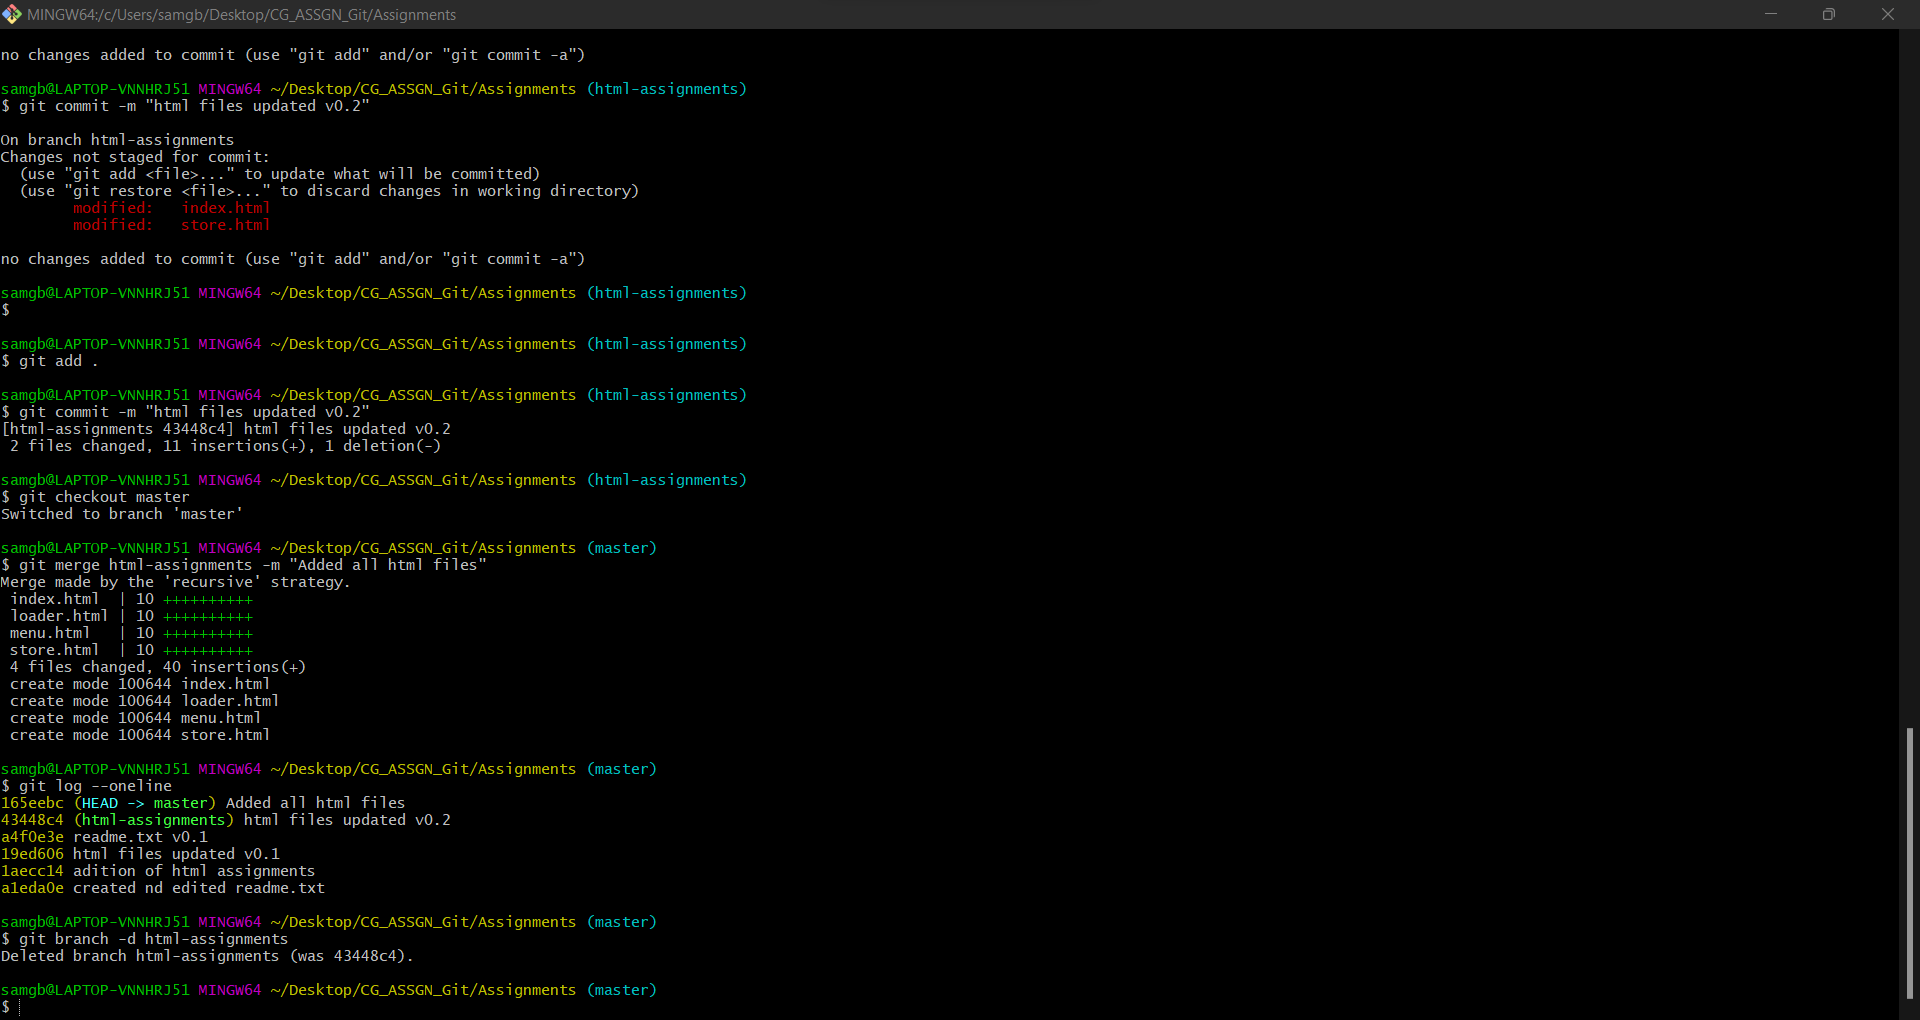 MINGW64:/c/Users/samgb/Desktop/CG_ASSGN_Git/Assignments
no changes added to commit (use "git add" and/or "git commit -a")
samgb@LAPTOP-VNNHRJ51 MINGW64 ~/Desktop/CG_ASSGN_Git/Assignments (html-assignments)
$ git commit -m "html files updated v0.2"
On branch html-assignments
Changes not staged for commit:
  (use "git add <file>..." to update what will be committed)
  (use "git restore <file>..." to discard changes in working directory)
        modified:   index.html
        modified:   store.html
no changes added to commit (use "git add" and/or "git commit -a")
samgb@LAPTOP-VNNHRJ51 MINGW64 ~/Desktop/CG_ASSGN_Git/Assignments (html-assignments)
$
samgb@LAPTOP-VNNHRJ51 MINGW64 ~/Desktop/CG_ASSGN_Git/Assignments (html-assignments)
$ git add .
samgb@LAPTOP-VNNHRJ51 MINGW64 ~/Desktop/CG_ASSGN_Git/Assignments (html-assignments)
$ git commit -m "html files updated v0.2"
[html-assignments 43448c4] html files updated v0.2
 2 files changed, 11 insertions(+), 1 deletion(-)
samgb@LAPTOP-VNNHRJ51 MINGW64 ~/Desktop/CG_ASSGN_Git/Assignments (html-assignments)
$ git checkout master
Switched to branch 'master'
samgb@LAPTOP-VNNHRJ51 MINGW64 ~/Desktop/CG_ASSGN_Git/Assignments (master)
$ git merge html-assignments -m "Added all html files"
Merge made by the 'recursive' strategy.
 index.html  | 10 ++++++++++
 loader.html | 10 ++++++++++
 menu.html   | 10 ++++++++++
 store.html  | 10 ++++++++++
 4 files changed, 40 insertions(+)
 create mode 100644 index.html
 create mode 100644 loader.html
 create mode 100644 menu.html
 create mode 100644 store.html
samgb@LAPTOP-VNNHRJ51 MINGW64 ~/Desktop/CG_ASSGN_Git/Assignments (master)
$ git log --oneline
165eebc (HEAD -> master) Added all html files
43448c4 (html-assignments) html files updated v0.2
a4f0e3e readme.txt v0.1
19ed606 html files updated v0.1
1aecc14 adition of html assignments
a1eda0e created nd edited readme.txt
samgb@LAPTOP-VNNHRJ51 MINGW64 ~/Desktop/CG_ASSGN_Git/Assignments (master)
$ git branch -d html-assignments
Deleted branch html-assignments (was 43448c4).
samgb@LAPTOP-VNNHRJ51 MINGW64 ~/Desktop/CG_ASSGN_Git/Assignments (master)
$